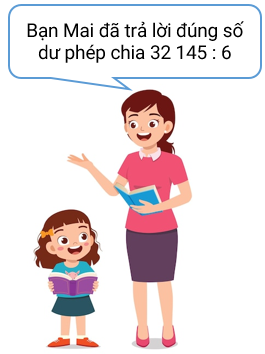 Bạn Mai đã trả lời đúng số
dư phép chia 32 145 : 6